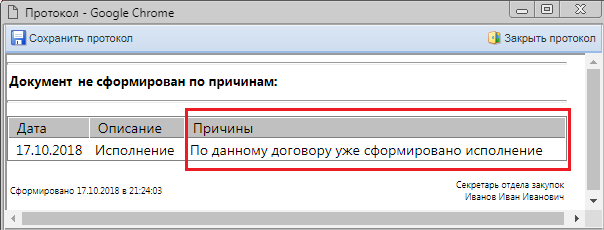 Протокол - Google Chrome
Сохранить протокол Закрыть протокол
Документ не сформирован по причинам:
Дата Описание Причины
17.10.2018 Исполнение По данному договору уже сформировано исполнение
Сформировано 17.10.2018 в 21:24:03
Секретарь отдела закупок
Иванов Иван Иванович